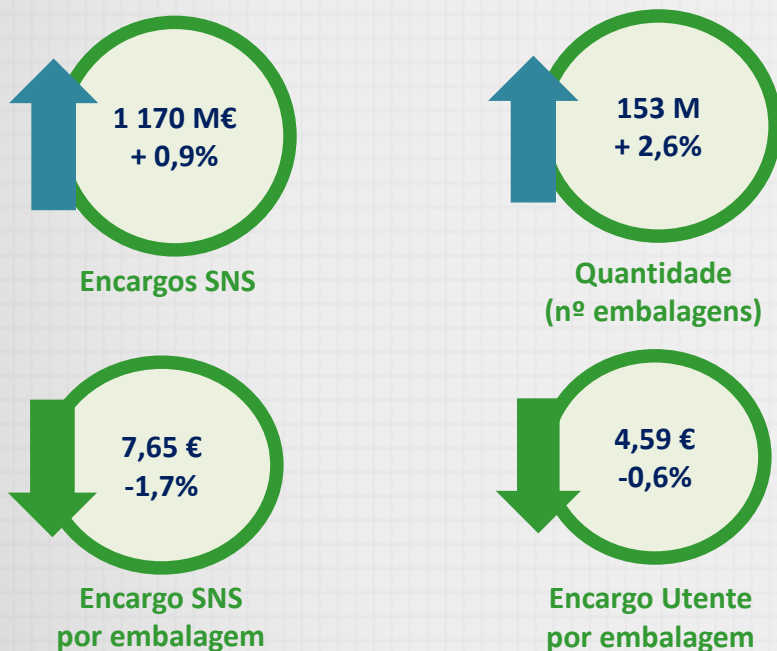 1 170 M€
+ 0,9%
Encargos SNS
153 M
+ 2,6%
Quantidade
(nº embalagens)
7,65 €
-1,7%
Encargo SNS
por embalagem
4,59 €
-0,6%
Encargo Utente
por embalagem